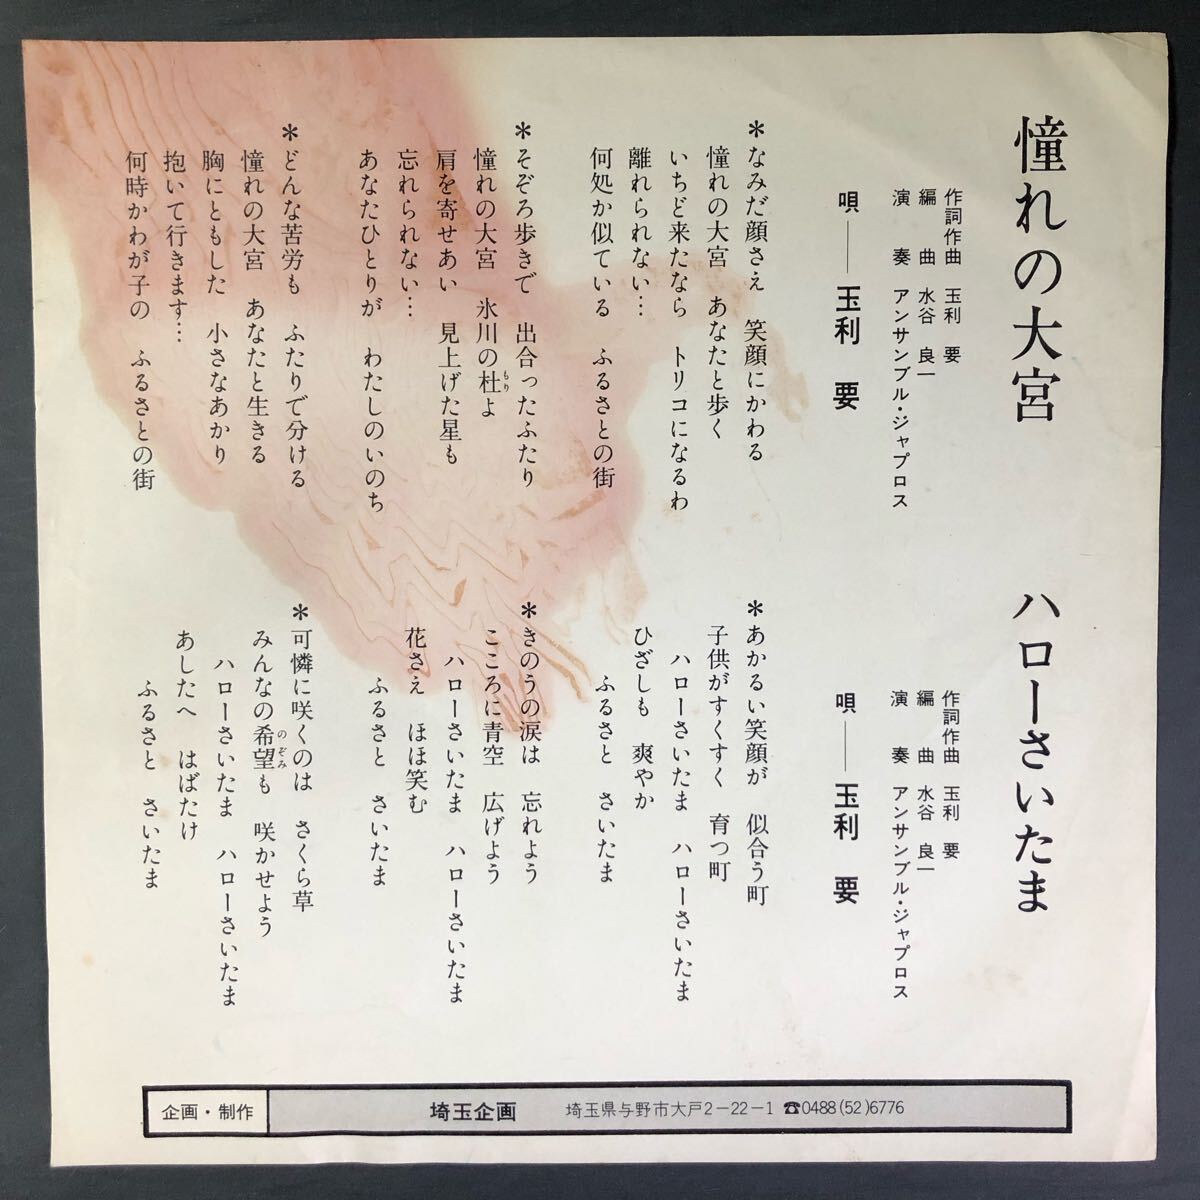 憧れの大宮
作詞作曲 玉利 要
編曲 水谷 良一
演奏 アンサンブル・ジャプロス
唄――玉利 要
＊なみだ顔さえ 笑顔にかわる
憧れの大宮 あなたと歩く
いちど来たなら トリコになるわ
離れられない…
何処か似ている ふるさとの街
＊そぞろ歩きで 出合ったふたり
憧れの大宮 氷川の杜よ
もり
肩を寄せあい 見上げた星も
忘れられない…
あなたひとりが わたしのいのち
＊どんな苦労も ふたりで分ける
憧れの大宮 あなたと生きる
胸にともした 小さなあかり
抱いて行きます…
何時かわが子の ふるさとの街
ハローさいたま
作詞作曲 玉利 要
編曲 水谷 良一
演奏 アンサンブル・ジャプロス
唄――玉利 要
＊あかるい笑顔が 似合う町
子供がすくすく 育つ町
ハローさいたま ハローさいたま
ひざしも 爽やか
ふるさと さいたま
＊きのうの涙は 忘れよう
こころに青空 広げよう
ハローさいたま ハローさいたま
花さえ ほほ笑む
ふるさと さいたま
＊可憐に咲くのは さくら草
みんなの希望も 咲かせよう
のぞみ
ハローさいたま ハローさいたま
あしたへ はばたけ
ふるさと さいたま
企画・制作 埼玉企画 埼玉県与野市大戸2-22-1 ☎0488(52)6776